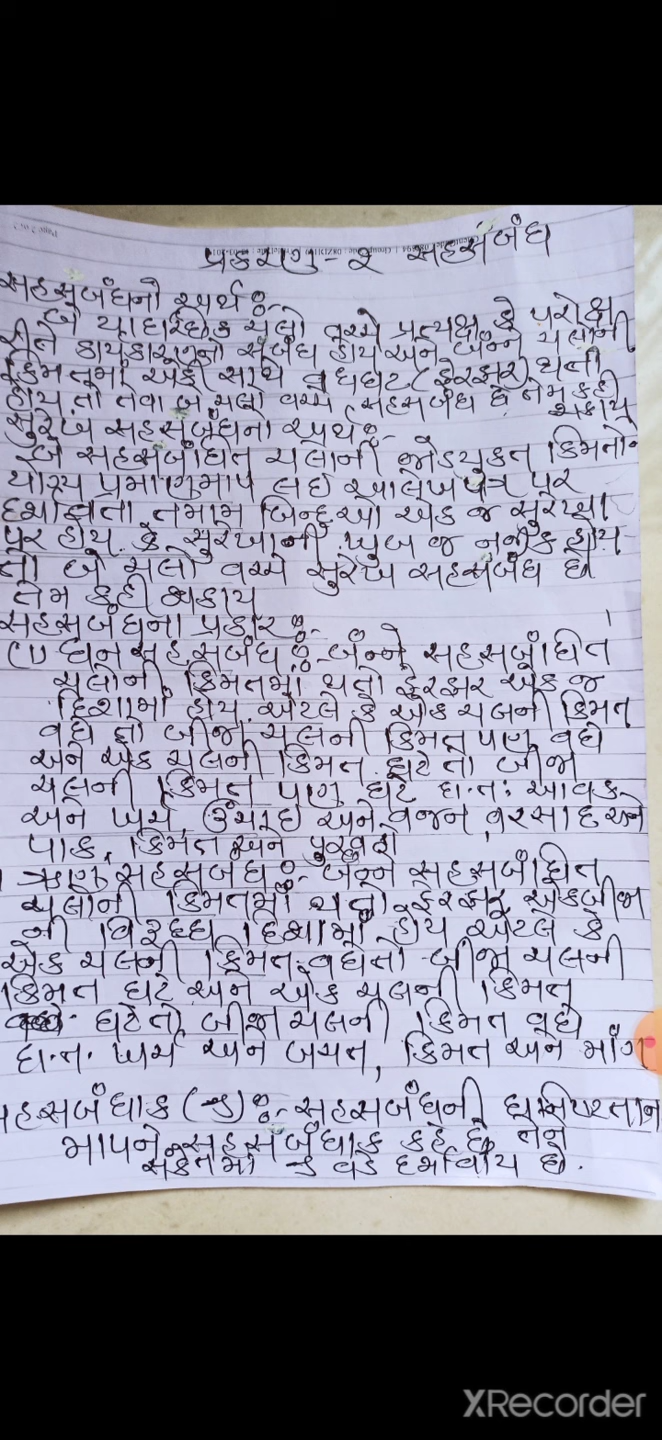 પ્રકરણ-૨ સહસંબંધ
સહસંબંધનો અર્થ :-
બે યાદચ્છિક ચલો વચ્ચે પ્રત્યક્ષ કે પરોક્ષ
રીતે કાર્યકારણનો સંબંધ હોય અને બંન્ને ચલોની
કિંમતમાં એકી સાથે વધઘટ (ફેરફાર) થતી
હોય તો તેવા બે ચલો વચ્ચે સહસંબંધ છે તેમ કહી
શકાય
સુરેખ સહસંબંધનો અર્થ :-
બે સહસંબંધિત ચલોની જોડયુકત કિંમતોને
યોગ્ય પ્રમાણમાપ લઈ આલેખપત્ર પર
દર્શાવતા તમામ બિન્દુઓ એક જ સુરેખા
પર હોય કે સુરેખાની ખુબ જ નજીક હોય
તો બે ચલો વચ્ચે સુરેખ સહસંબંધ છે
તેમ કહી શકાય
સહસંબંધના પ્રકાર :-
(1) ધન સહસંબંધ :- બંન્ને સહસંબંધિત
ચલોની કિંમતમાં થતો ફેરફાર એક જ
દિશામાં હોય એટલે કે એક ચલની કિંમત
વધે તો બીજા ચલની કિંમત પણ વધે
અને એક ચલની કિંમત ઘટે તો બીજા
ચલની કિંમત પણ ઘટે દા.ત: આવક
અને ખર્ચ, ઉંચાઈ અને વજન, વરસાદ અને
પાક, કિંમત અને પુરવઠો
ઋણ સહસંબંધ :- બંન્ને સહસંબંધિત
ચલોની કિંમતમાં થતો ફેરફાર એકબીજા
ની વિરૂધ્ધ દિશામાં હોય એટલે કે
એક ચલની કિંમત વધે તો બીજા ચલની
કિંમત ઘટે અને એક ચલની કિંમત
ઘટે તો બીજા ચલની કિંમત વધે
દા.ત. ખર્ચ અને બચત, કિંમત અને માંગ
સહસંબંધાક (r) :- સહસંબંધની ઘનિષ્ટતાના
માપને સહસંબંધાક કહે છે તેને
સંકેતમાં r વડે દર્શાવાય છે.
XRecorder